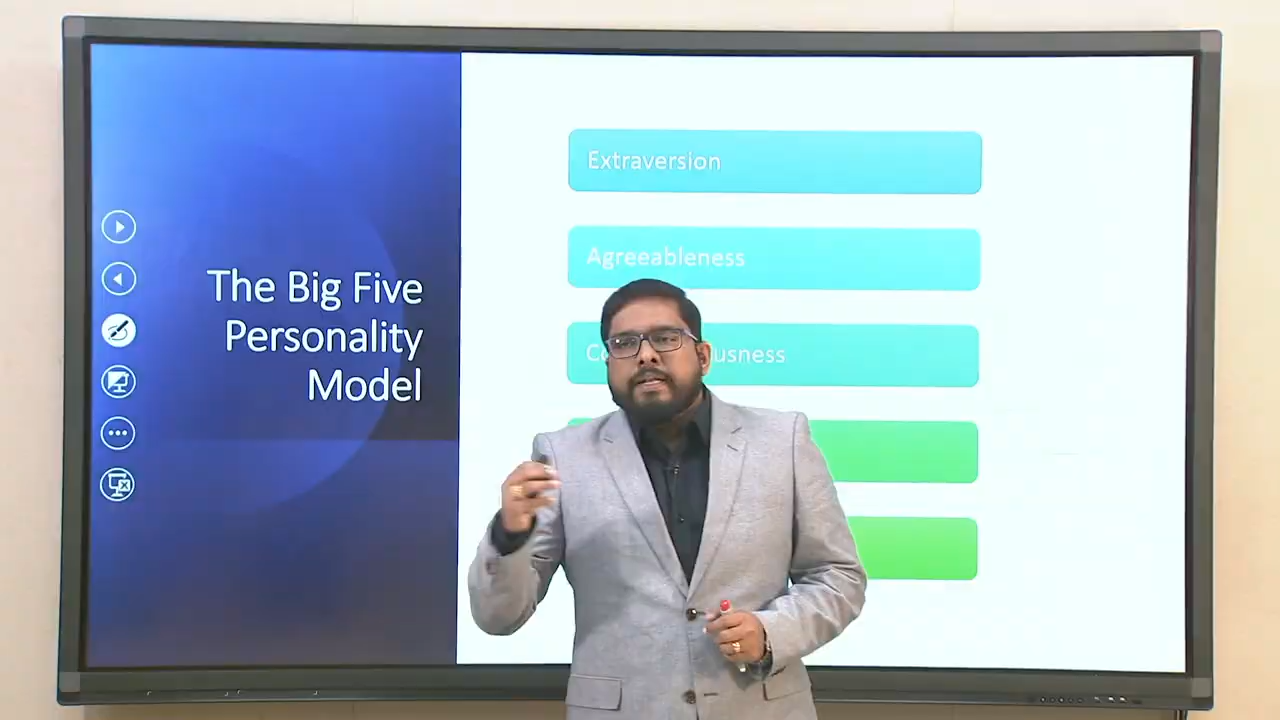 The Big Five
Personality
Model
Extraversion
Agreeableness